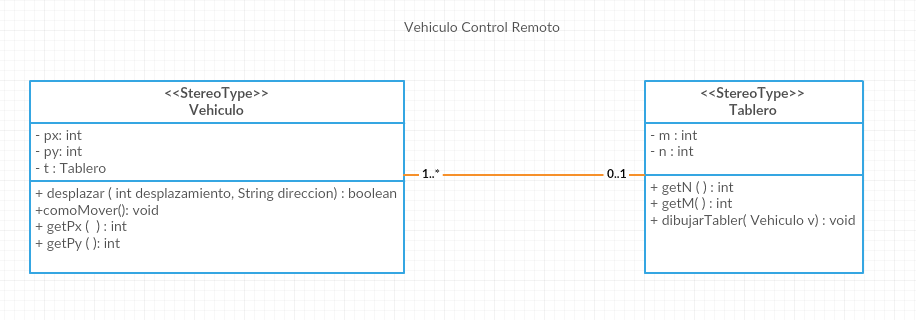 Vehiculo Control Remoto
<<StereoType>>
Vehiculo
- px: int
- py: int
- t : Tablero
+ desplazar ( int desplazamiento, String direccion) : boolean
+comoMover(): void
+ getPx (  ) : int
+ getPy ( ): int
1..*
0..1
<<StereoType>>
Tablero
- m : int
- n : int
+ getN ( ) : int
+ getM( ) : int
+ dibujarTabler( Vehiculo v) : void